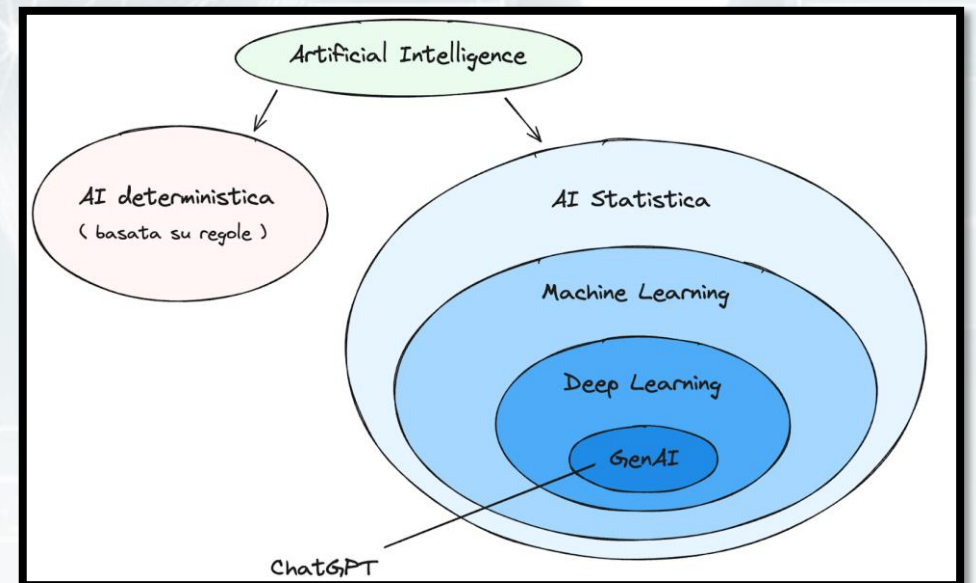 Artificial Intelligence
AI deterministica
( basata su regole )
AI Statistica
Machine Learning
Deep Learning
GenAI
ChatGPT